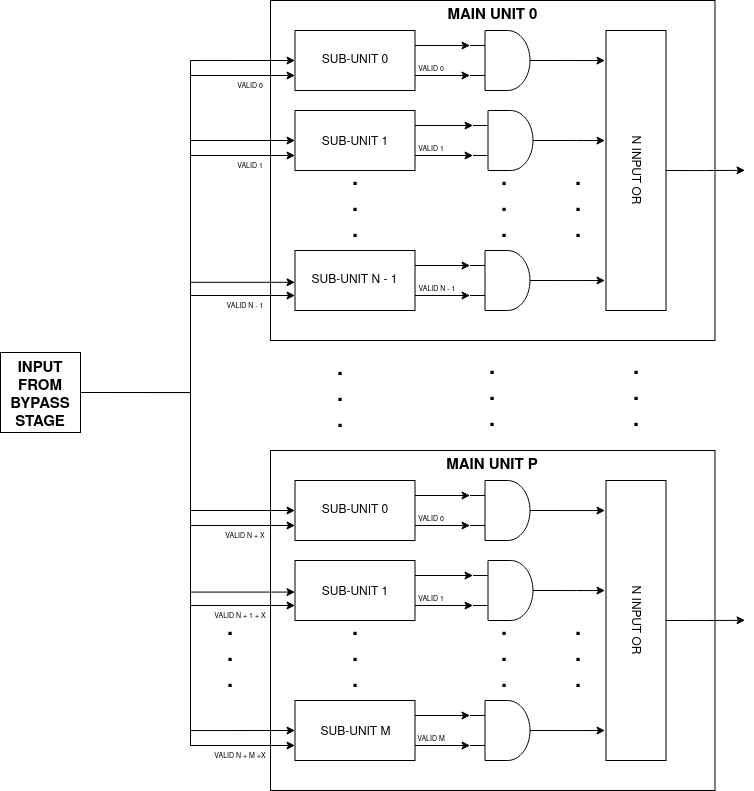 MAIN UNIT 0
SUB-UNIT 0
VALID 0
VALID 0
SUB-UNIT 1
VALID 1
VALID 1
N INPUT OR
SUB-UNIT N - 1
VALID N - 1
VALID N - 1
INPUT
FROM
BYPASS
STAGE
MAIN UNIT P
SUB-UNIT 0
VALID 0
VALID N + X
SUB-UNIT 1
VALID 1
VALID N + 1 + X
N INPUT OR
SUB-UNIT M
VALID M
VALID N + M +X